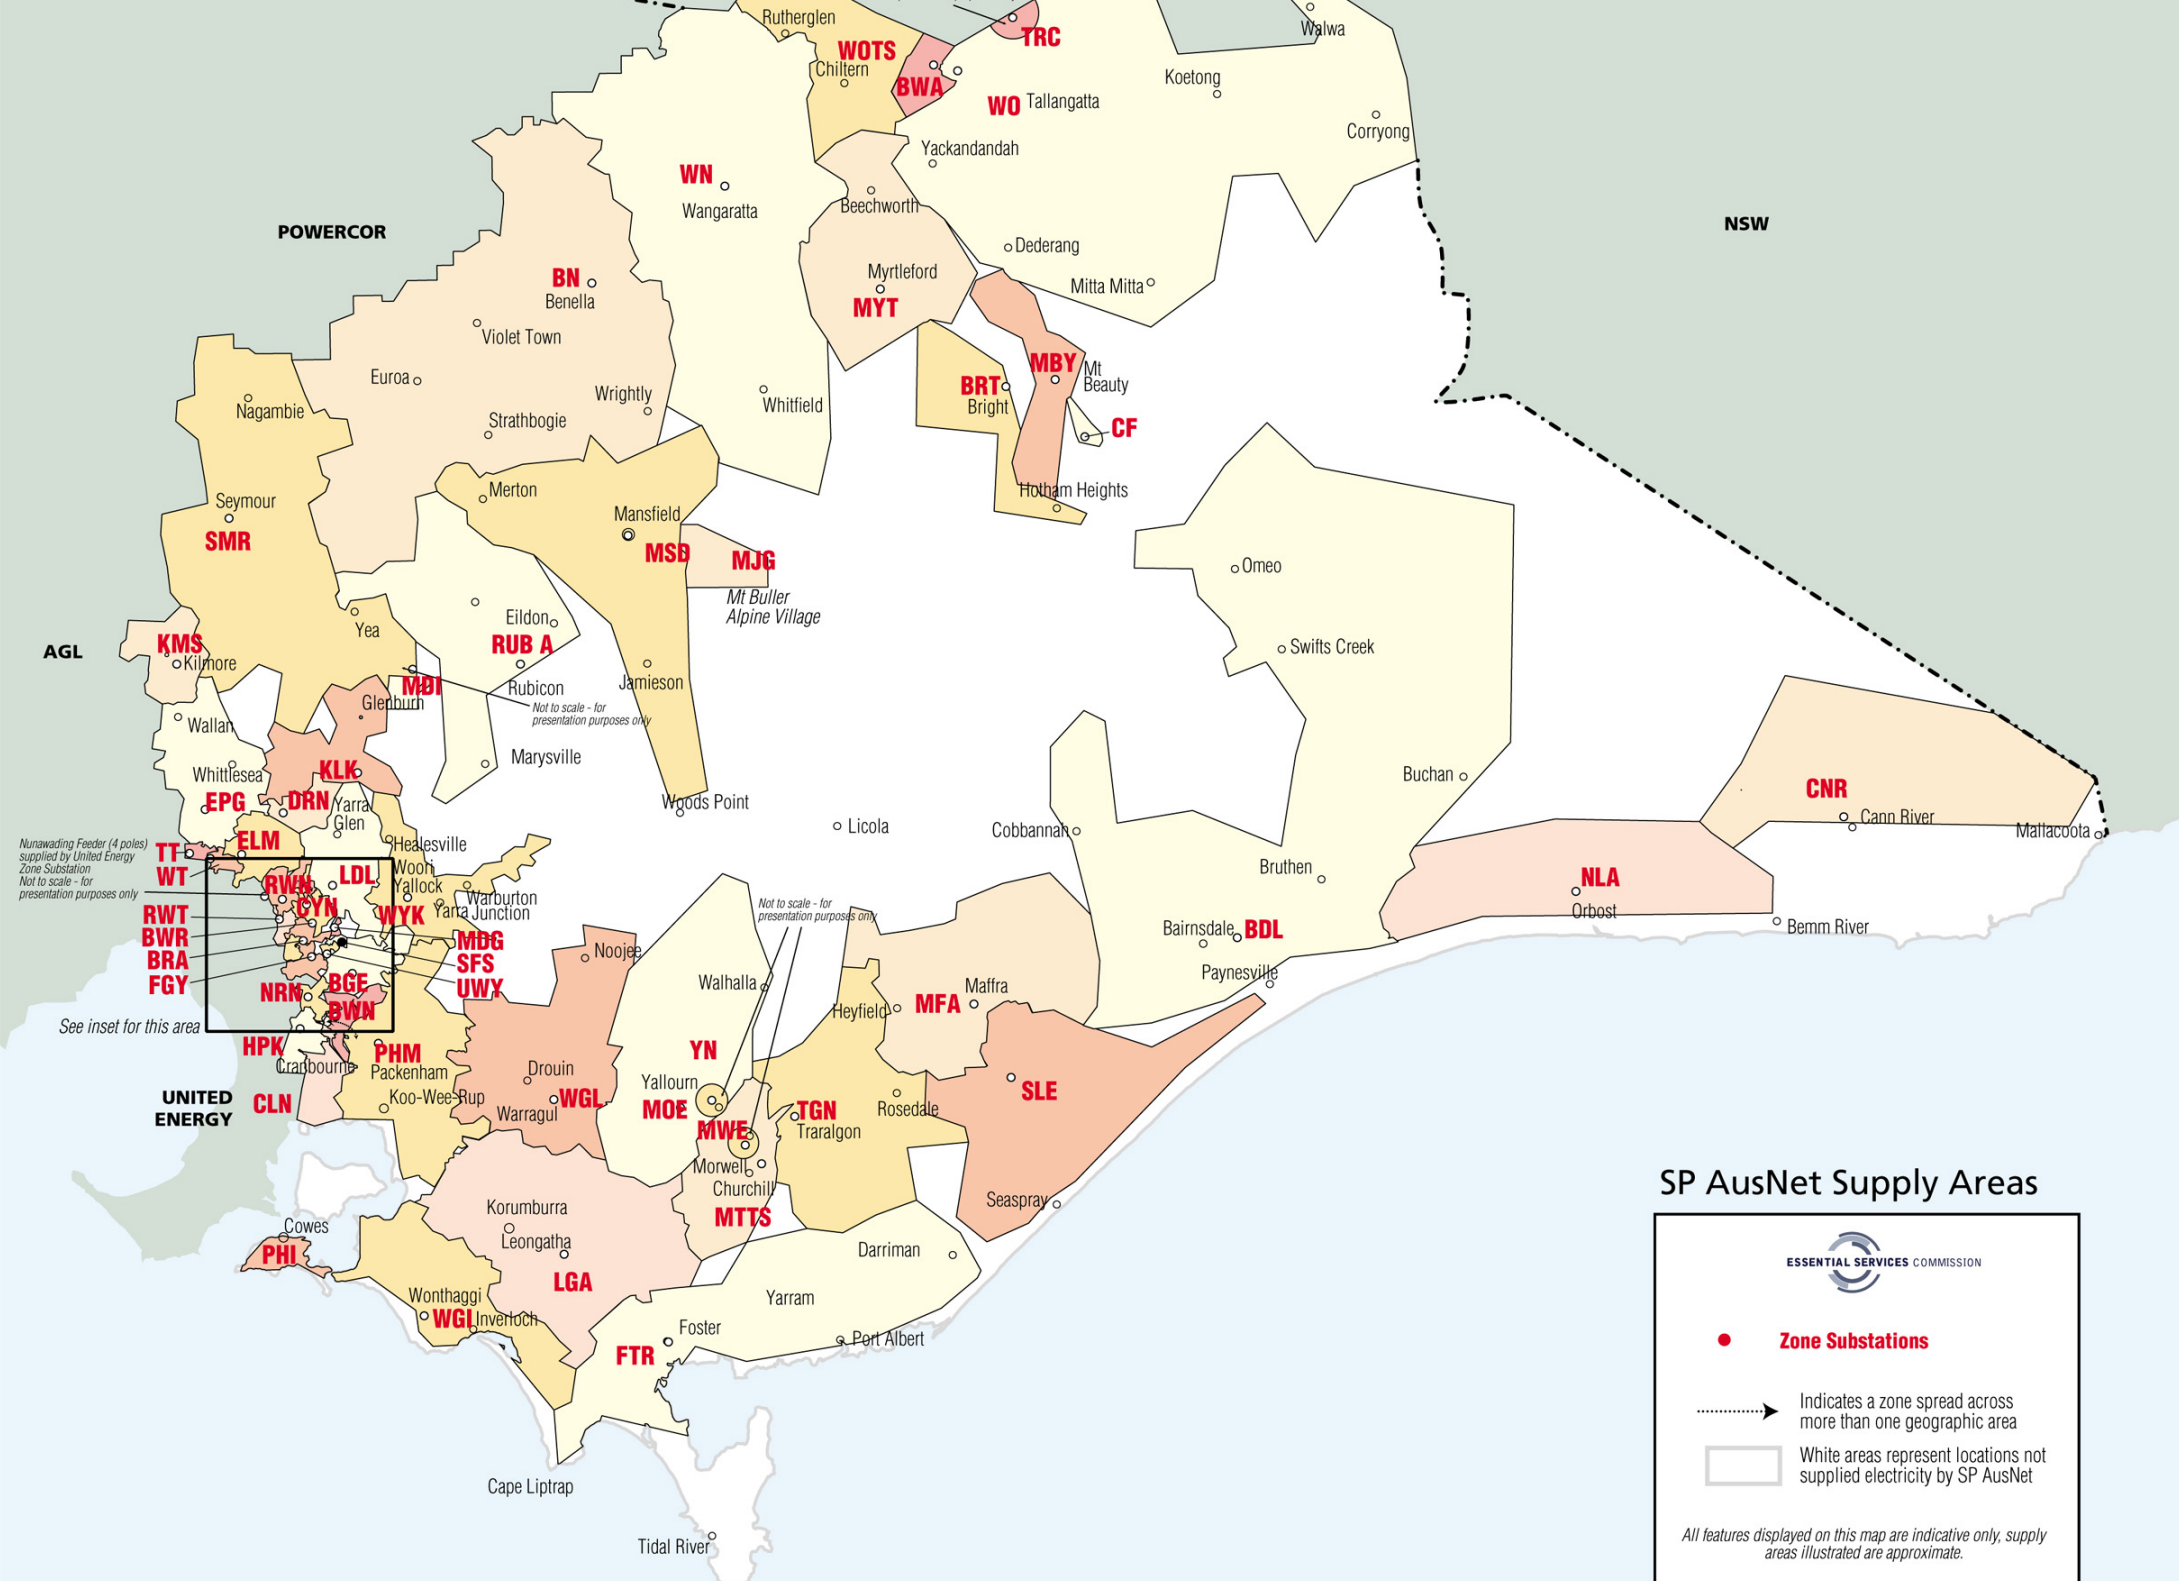 Rutherglen
WOTS
Chiltern
BWA
TRC
WO
Tallangatta
Walwa
Koetong
Corryong
Yackandandah
WN
Wangaratta
Beechworth
POWERCOR
NSW
Dederang
Mitta Mitta
BN
Benella
Myrtleford
MYT
Violet Town
Euroa
Wrightly
Whitfield
Nagambie
Strathbogie
BRT
Bright
MBY
Mt
Beauty
CF
Merton
Hotham Heights
Seymour
SMR
Mansfield
MSD
MJG
Mt Buller
Alpine Village
Omeo
Swifts Creek
Yea
Eildon
RUB A
Rubicon
Jamieson
AGL
KMS
Kilmore
MDI
Glenburn
Not to scale - for
presentation purposes only
Wallan
Marysville
Whittlesea
KLK
EPG
DRN
Yarra
Glen
Woods Point
Licola
Cobbannah
Buchan
CNR
Cann River
Mallacoota
ELM
Healesville
Nunawading Feeder (4 poles)
supplied by United Energy
Zone Substation
Not to scale - for
presentation purposes only
TT
WT
RWN
LDL
Woori
Yallock
CYN
WYK
Warburton
Yarra Junction
RWT
BWR
BRA
FGY
MDG
SFS
UWY
NRN
BGE
BWN
See inset for this area
Bruthen
NLA
Orbost
Bemm River
Bairnsdale
BDL
Paynesville
Noojee
Not to scale - for
presentation purposes only
Walhalla
Heyfield
MFA
Maffra
HPK
Cranbourne
PHM
Packenham
Koo-Wee-Rup
UNITED
ENERGY
CLN
Drouin
WGL
Warragul
YN
Yallourn
MOE
MWE
Morwell
Churchill
MTTS
TGN
Traralgon
Rosedale
SLE
Seaspray
Cowes
PHI
Korumburra
Leongatha
LGA
Wonthaggi
WGI
Inverloch
Darriman
Yarram
Foster
FTR
Port Albert
Cape Liptrap
Tidal River
SP AusNet Supply Areas
ESSENTIAL SERVICES COMMISSION
Zone Substations
Indicates a zone spread across
more than one geographic area
White areas represent locations not
supplied electricity by SP AusNet
All features displayed on this map are indicative only, supply
areas illustrated are approximate.